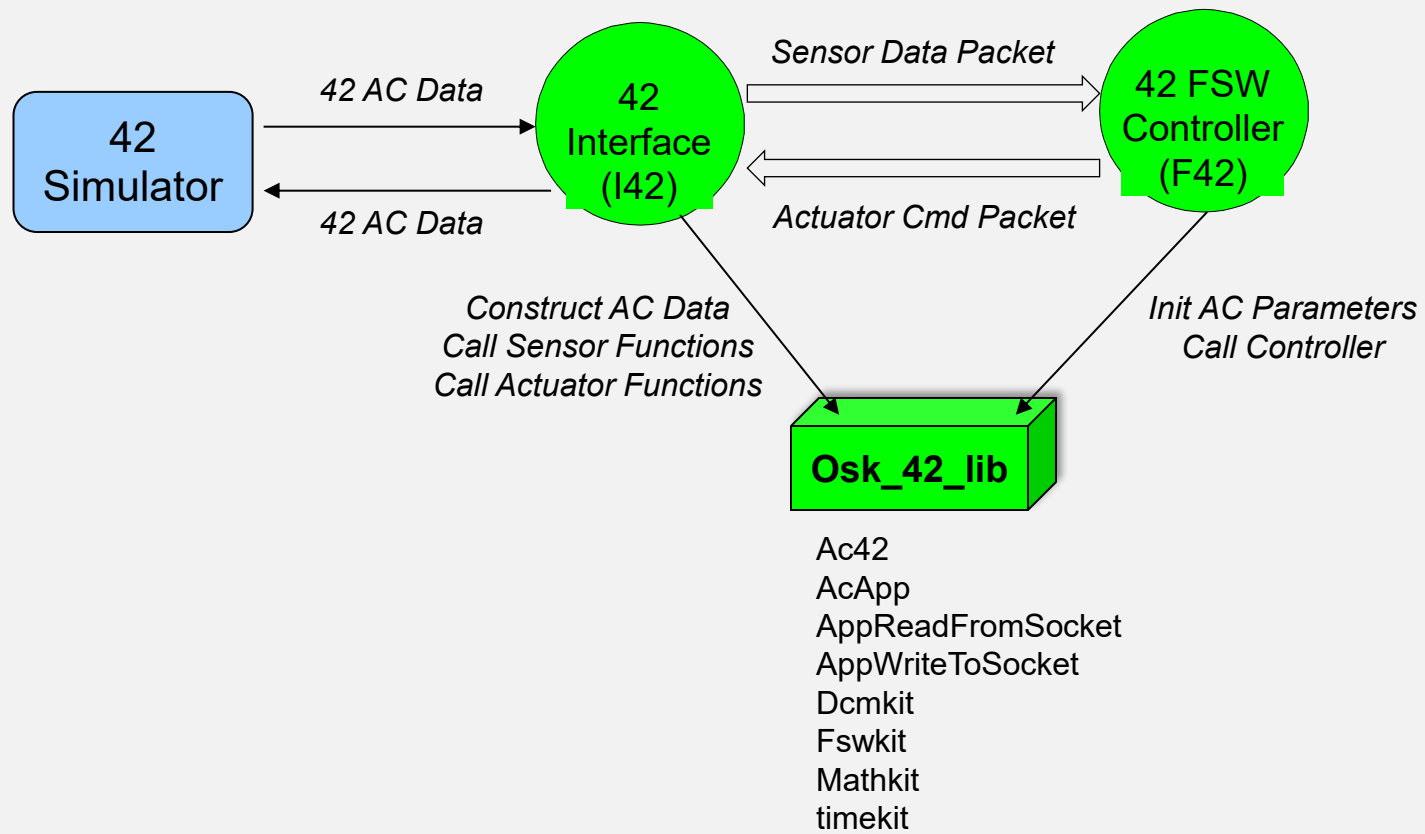 42
Simulator
42 AC Data
42 AC Data
42
Interface
(I42)
Sensor Data Packet
Actuator Cmd Packet
42 FSW
Controller
(F42)
Construct AC Data
Call Sensor Functions
Call Actuator Functions
Init AC Parameters
Call Controller
Osk_42_lib
Ac42
AcApp
AppReadFromSocket
AppWriteToSocket
Dcmkit
Fswkit
Mathkit
timekit